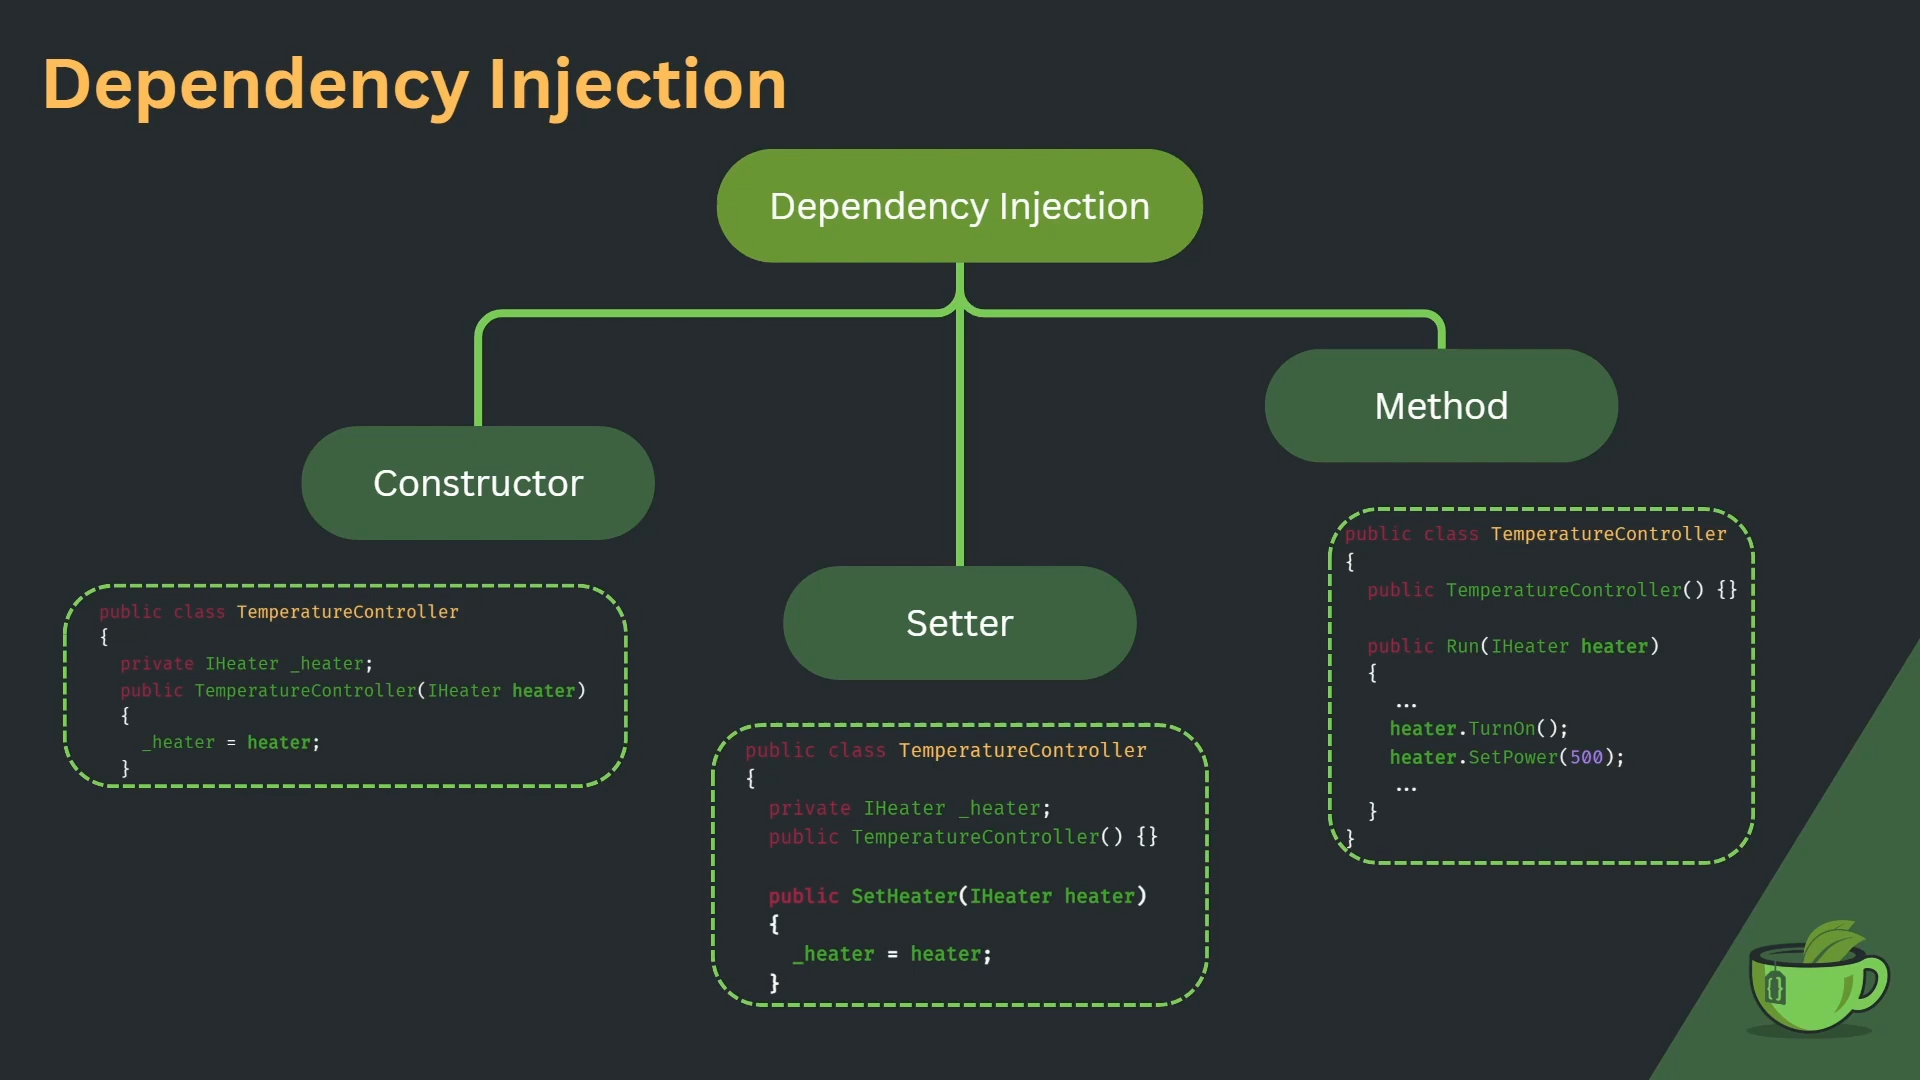 Dependency Injection
Dependency Injection
Constructor
public class TemperatureController
{
private IHeater _heater;
public TemperatureController(IHeater heater)
{
_heater = heater;
}
Setter
public class TemperatureController
{
private IHeater _heater;
public TemperatureController() {}
public SetHeater(IHeater heater)
{
_heater = heater;
}
Method
public class TemperatureController
{
public TemperatureController() {}
public Run(IHeater heater)
{
...
heater.TurnOn();
heater.SetPower(500);
...
}
}
{}